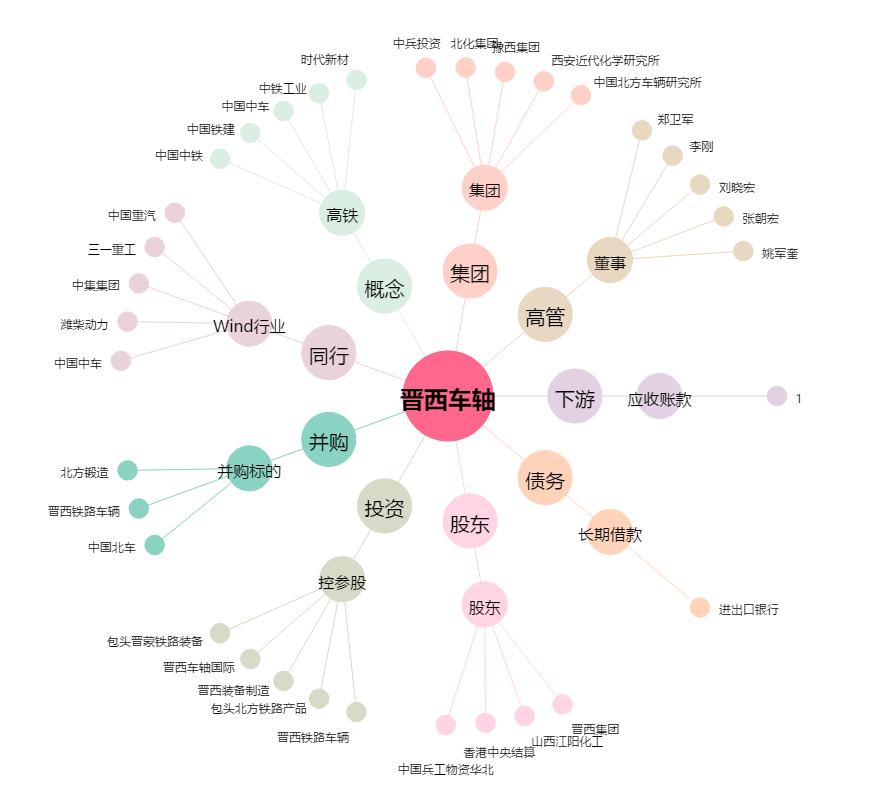 中兵投资
北化集团
豫西集团
西安近代化学研究所
中国北方车辆研究所
时代新材
中铁工业
中国中车
中国铁建
中国中铁
郑卫军
李刚
刘晓宏
张朝宏
姚军奎
集团
高铁
董事
集团
概念
高管
中国重汽
三一重工
中集集团
潍柴动力
中国中车
Wind行业
同行
晋西车轴
下游
应收账款
1
并购
并购标的
北方锻造
晋西铁路车辆
中国北车
投资
股东
债务
长期借款
进出口银行
控参股
股东
包头晋蒙铁路装备
晋西车轴国际
晋西装备制造
包头北方铁路产品
晋西铁路车辆
晋西集团
山西江阳化工
香港中央结算
中国兵工物资华北